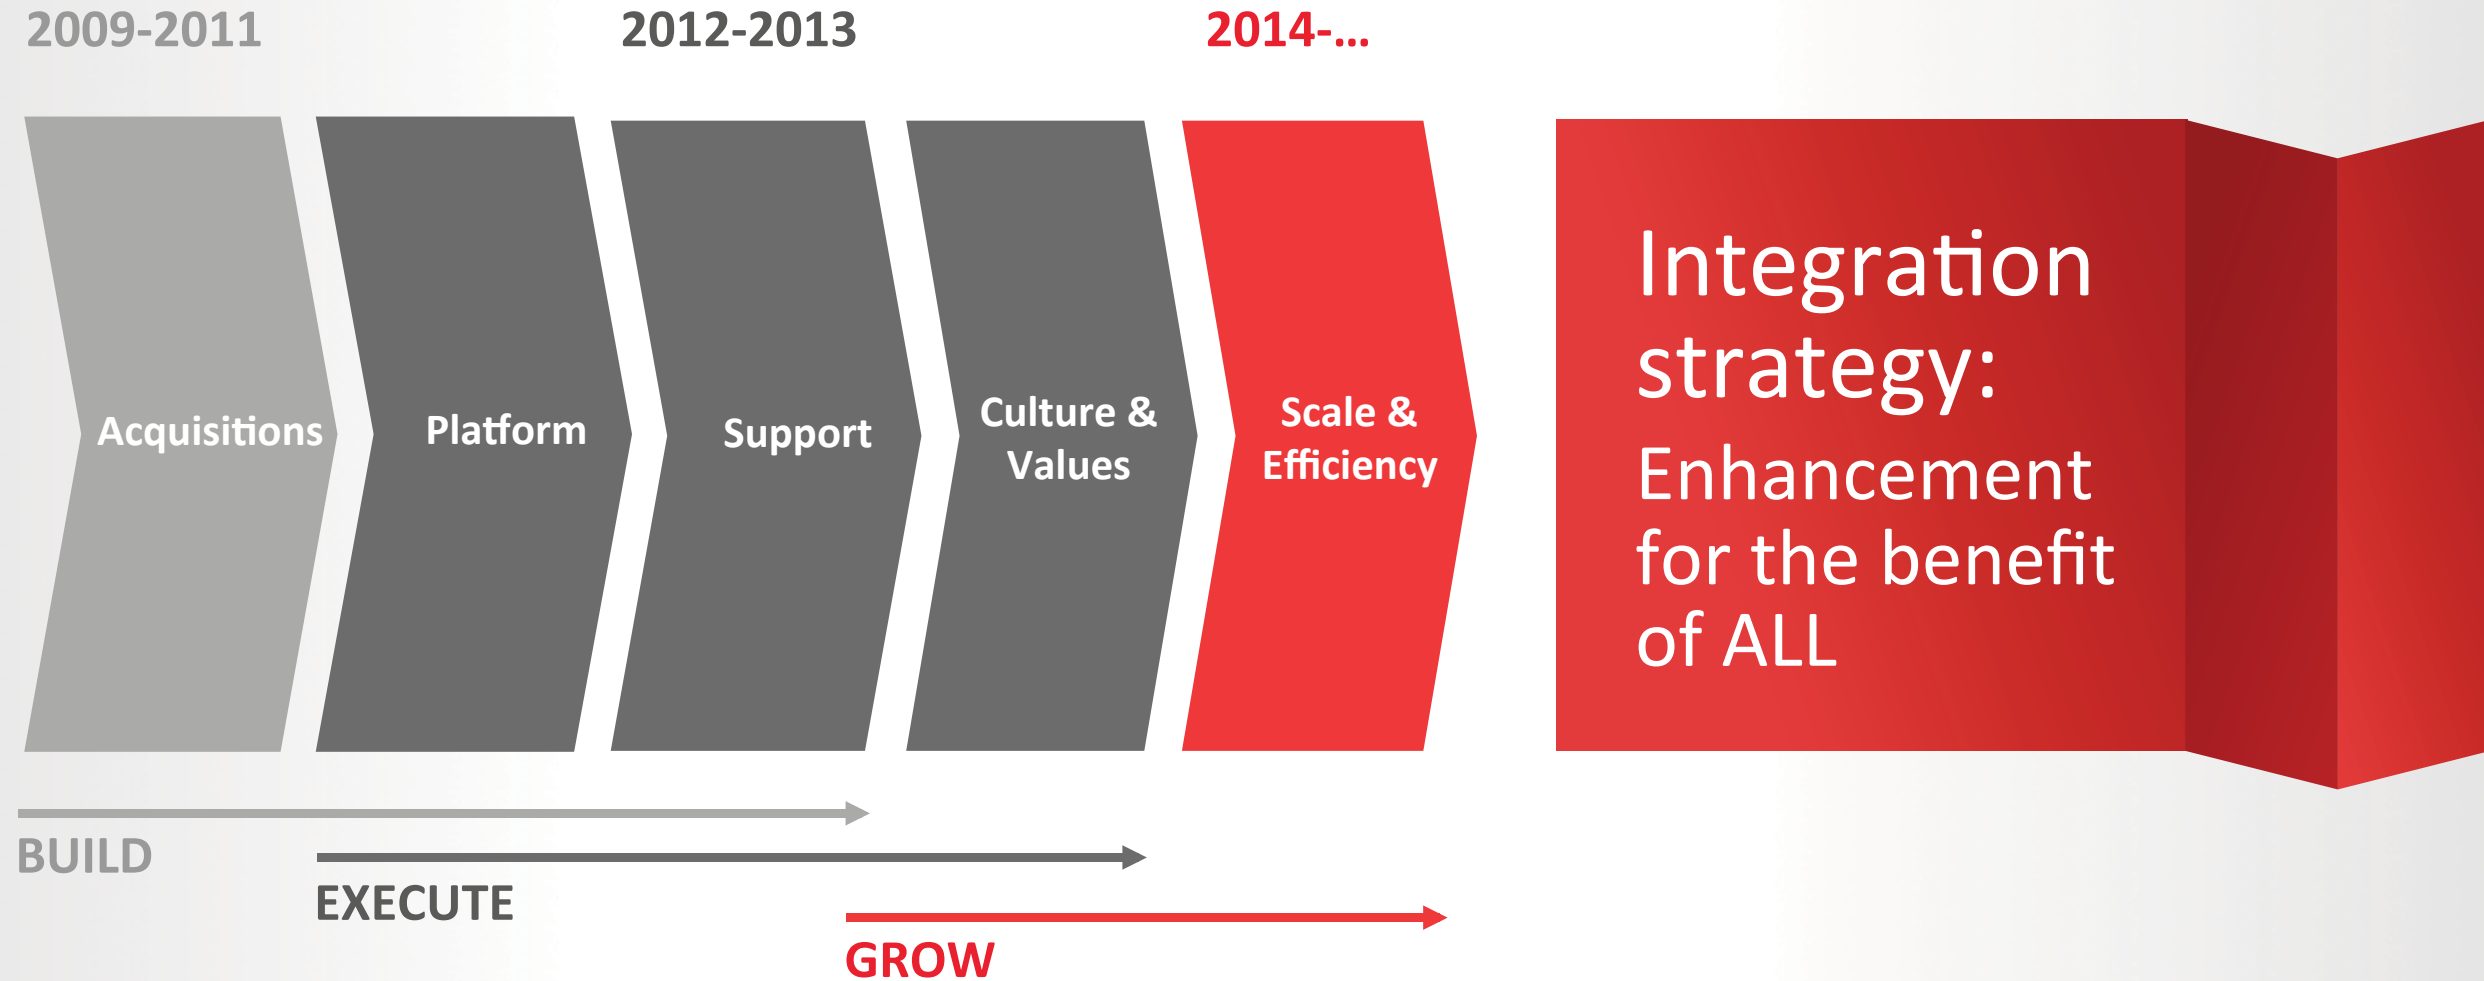 2009-2011
2012-2013
2014-...
Acquisitions
Platform
Support
Culture &
Values
Scale &
Efficiency
BUILD
EXECUTE
GROW
Integration
strategy:
Enhancement
for the benefit
of ALL